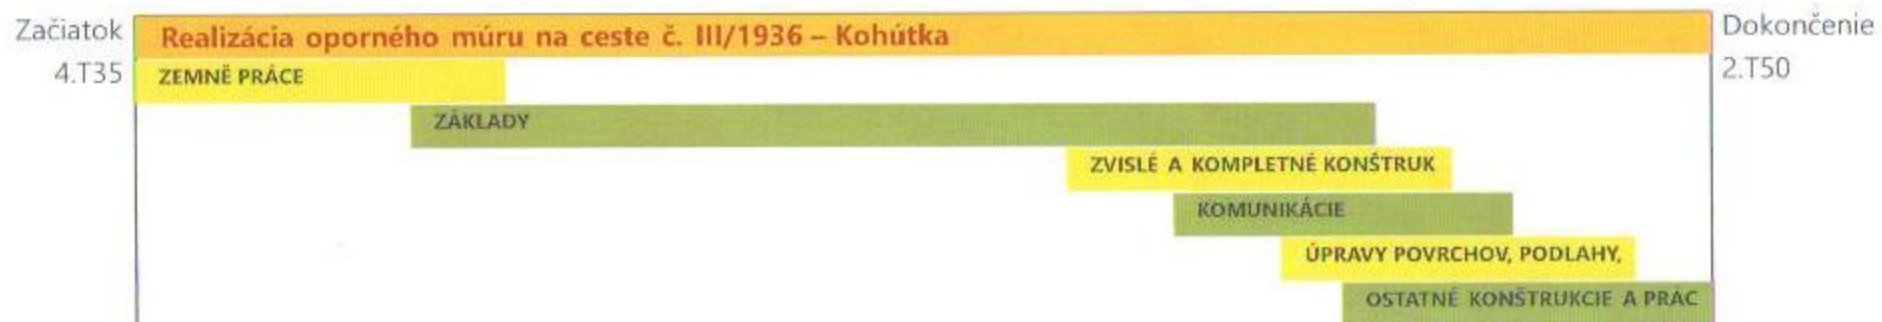 Začiatok
4.T35
Realizácia oporného múru na ceste č. III/1936 – Kohútka
Dokončenie
2.T50
ZEMNÉ PRÁCE
ZÁKLADY
ZVISLÉ A KOMPLETNÉ KONŠTRUK
KOMUNIKÁCIE
ÚPRAVY POVRCHOV, PODLAHY,
OSTATNÉ KONŠTRUKCIE A PRÁC